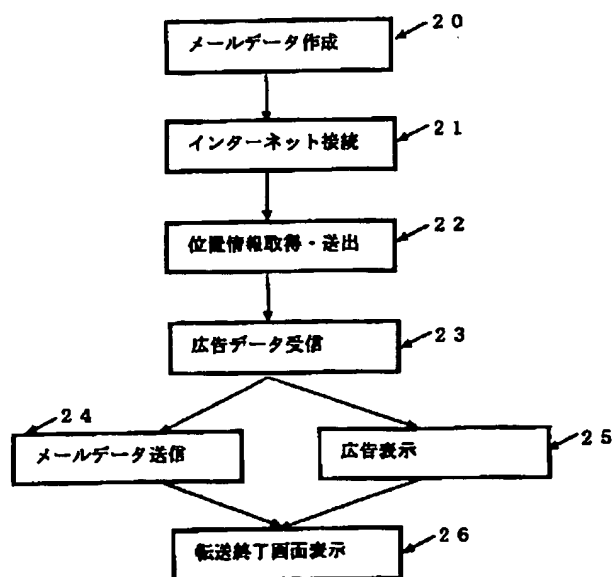 20
メールデータ作成
21
インターネット接続
22
位置情報取得・送出
23
広告データ受信
24
メールデータ送信
25
広告表示
26
転送終了画面表示